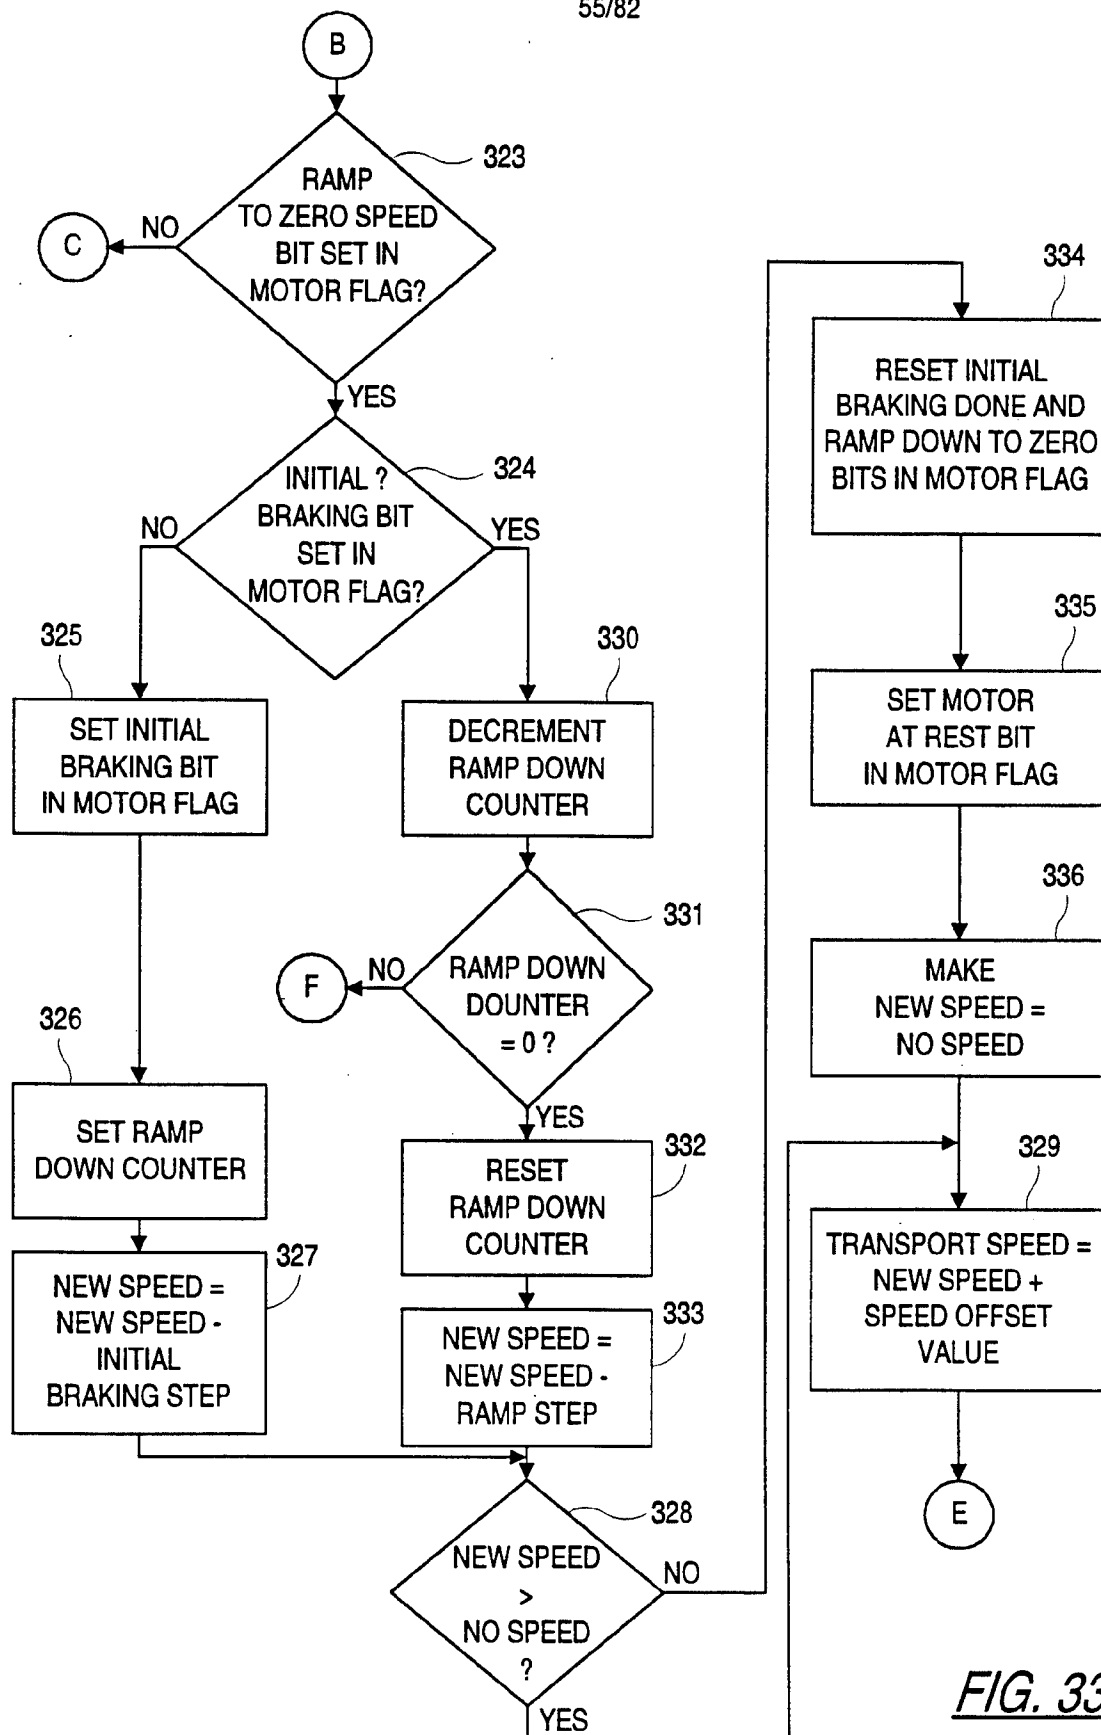 55/82
B
323
RAMP
TO ZERO SPEED
BIT SET IN
MOTOR FLAG?
NO
C
YES
324
INITIAL ?
BRAKING BIT
SET IN
MOTOR FLAG?
NO
YES
325
SET INITIAL
BRAKING BIT
IN MOTOR FLAG
326
SET RAMP
DOWN COUNTER
327
NEW SPEED =
NEW SPEED -
INITIAL
BRAKING STEP
330
DECREMENT
RAMP DOWN
COUNTER
331
RAMP DOWN
DOUNTER
= 0 ?
NO
F
YES
332
RESET
RAMP DOWN
COUNTER
333
NEW SPEED =
NEW SPEED -
RAMP STEP
328
NEW SPEED
>
NO SPEED
?
NO
YES
334
RESET INITIAL
BRAKING DONE AND
RAMP DOWN TO ZERO
BITS IN MOTOR FLAG
335
SET MOTOR
AT REST BIT
IN MOTOR FLAG
336
MAKE
NEW SPEED =
NO SPEED
329
TRANSPORT SPEED =
NEW SPEED +
SPEED OFFSET
VALUE
E
FIG. 33